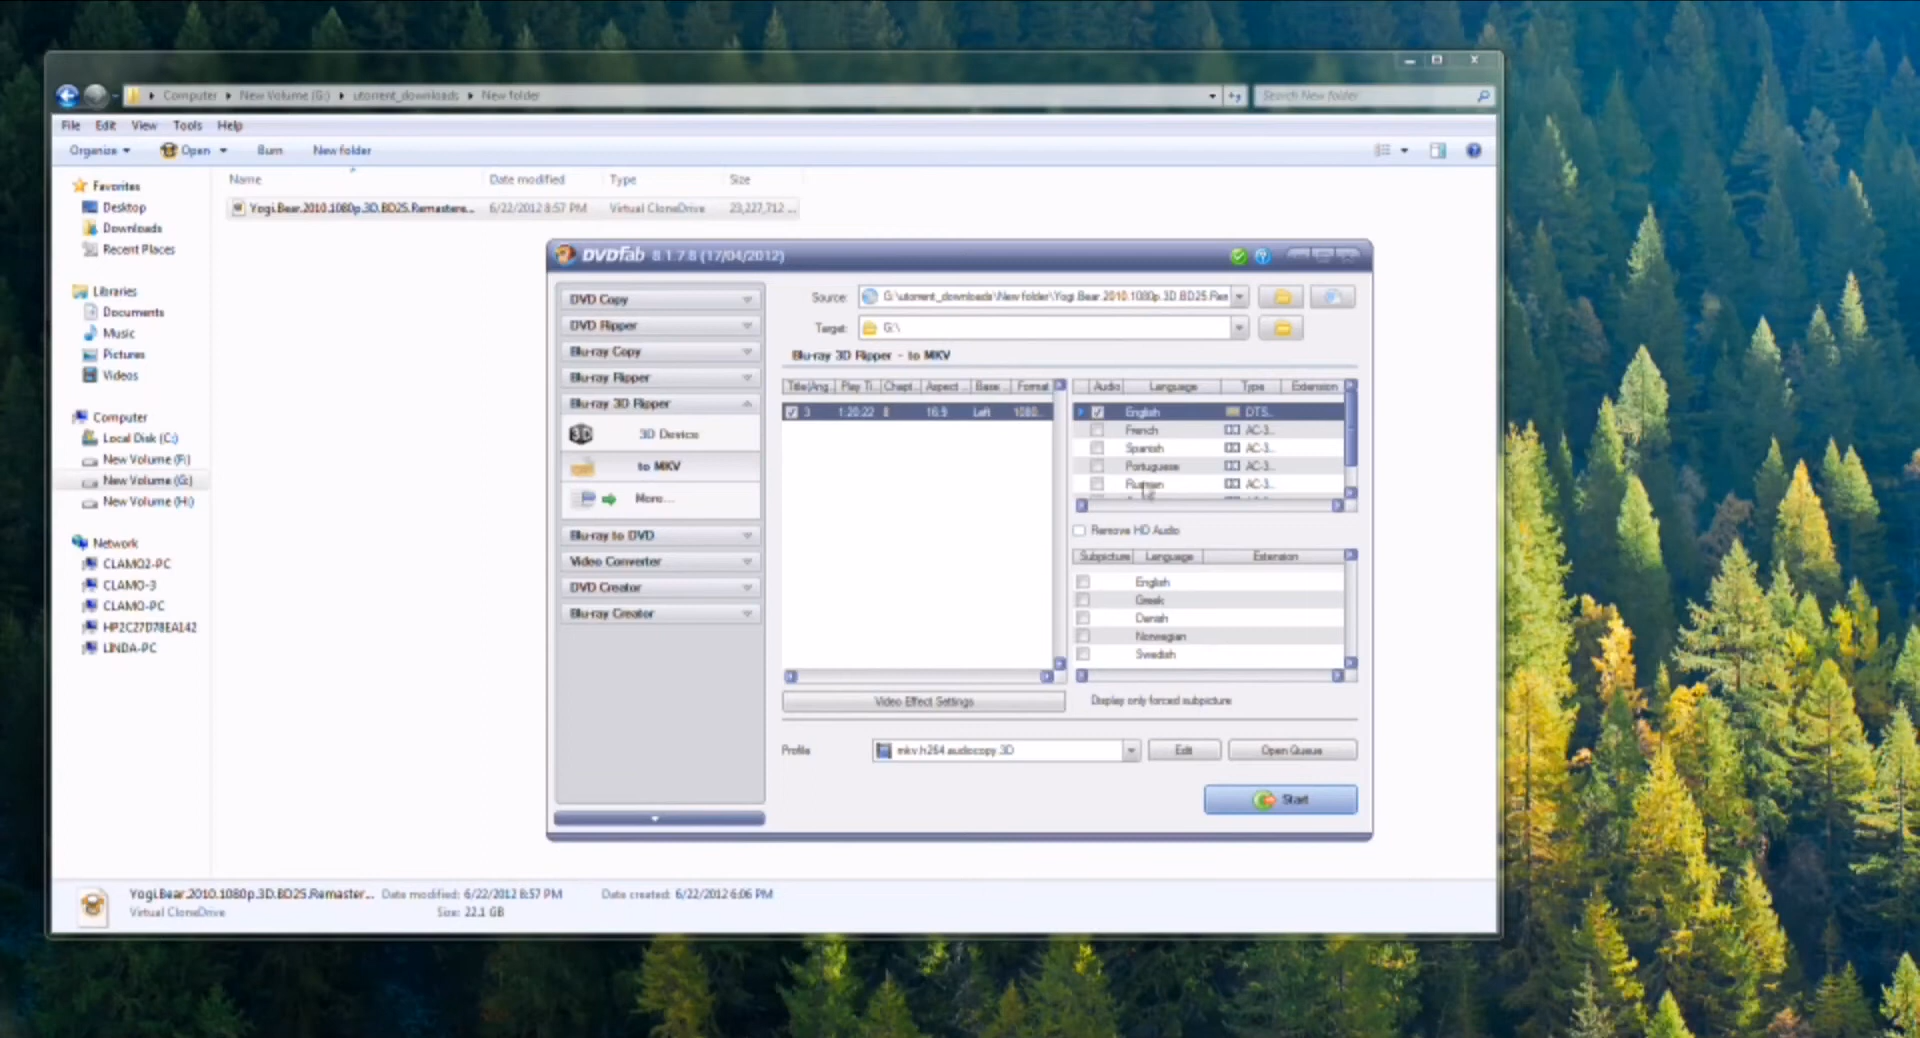 Computer ▸ New Volume (G:) ▸ utorrent_downloads ▸ New folder
Search New folder
File Edit View Tools Help
Organize Open Burn New folder
Name Date modified Type Size
Yogi.Bear.2010.1080p.3D.BD25.Remastere... 6/22/2012 8:57 PM Virtual CloneDrive 23,227,712 ...
Favorites
Desktop
Downloads
Recent Places
Libraries
Documents
Music
Pictures
Videos
Computer
Local Disk (C:)
New Volume (F:)
New Volume (G:)
New Volume (H:)
Network
CLAMO2-PC
CLAMO-3
CLAMO-PC
HP2C27D78EA142
LINDA-PC
DVDFab 8.1.7.8 (17/04/2012)
DVD Copy
DVD Ripper
Blu-ray Copy
Blu-ray Ripper
Blu-ray 3D Ripper
3D 3D Device
to MKV
More...
Blu-ray to DVD
Video Converter
DVD Creator
Blu-ray Creator
Source: G:\utorrent_downloads\New folder\Yogi.Bear.2010.1080p.3D.BD25.Rem
Target: G:\
Blu-ray 3D Ripper - to MKV
Title(Ang.. Play Ti.. Chapt.. Aspect .. Base .. Format
3 1:20:22 8 16:9 Left 1080...
Audio Language Type Extension
English DTS...
French AC-3...
Spanish AC-3...
Portuguese AC-3...
Russian AC-3...
Remove HD Audio
Subpicture Language Extension
English
Greek
Danish
Norwegian
Swedish
Video Effect Settings
Display only forced subpicture
Profile mkv.h264.audiocopy.3D Edit Open Queue
Start
Yogi.Bear.2010.1080p.3D.BD25.Remaster... Date modified: 6/22/2012 8:57 PM Date created: 6/22/2012 6:06 PM
Virtual CloneDrive Size: 22.1 GB